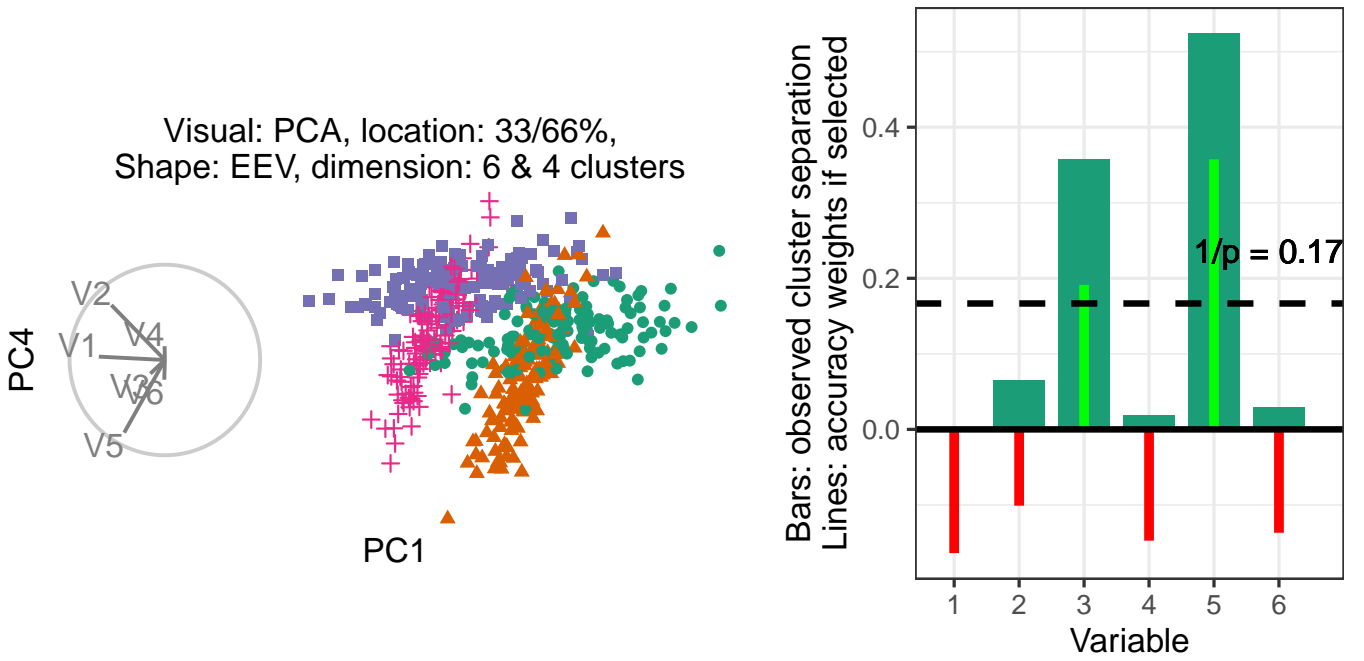 Visual: PCA, location: 33/66%,
Shape: EEV, dimension: 6 & 4 clusters
PC4
V2
V4
V1
V3
V6
V5
PC1
Bars: observed cluster separation
Lines: accuracy weights if selected
0.4
0.2
0.0
1/p = 0.17
1 2 3 4 5 6
Variable